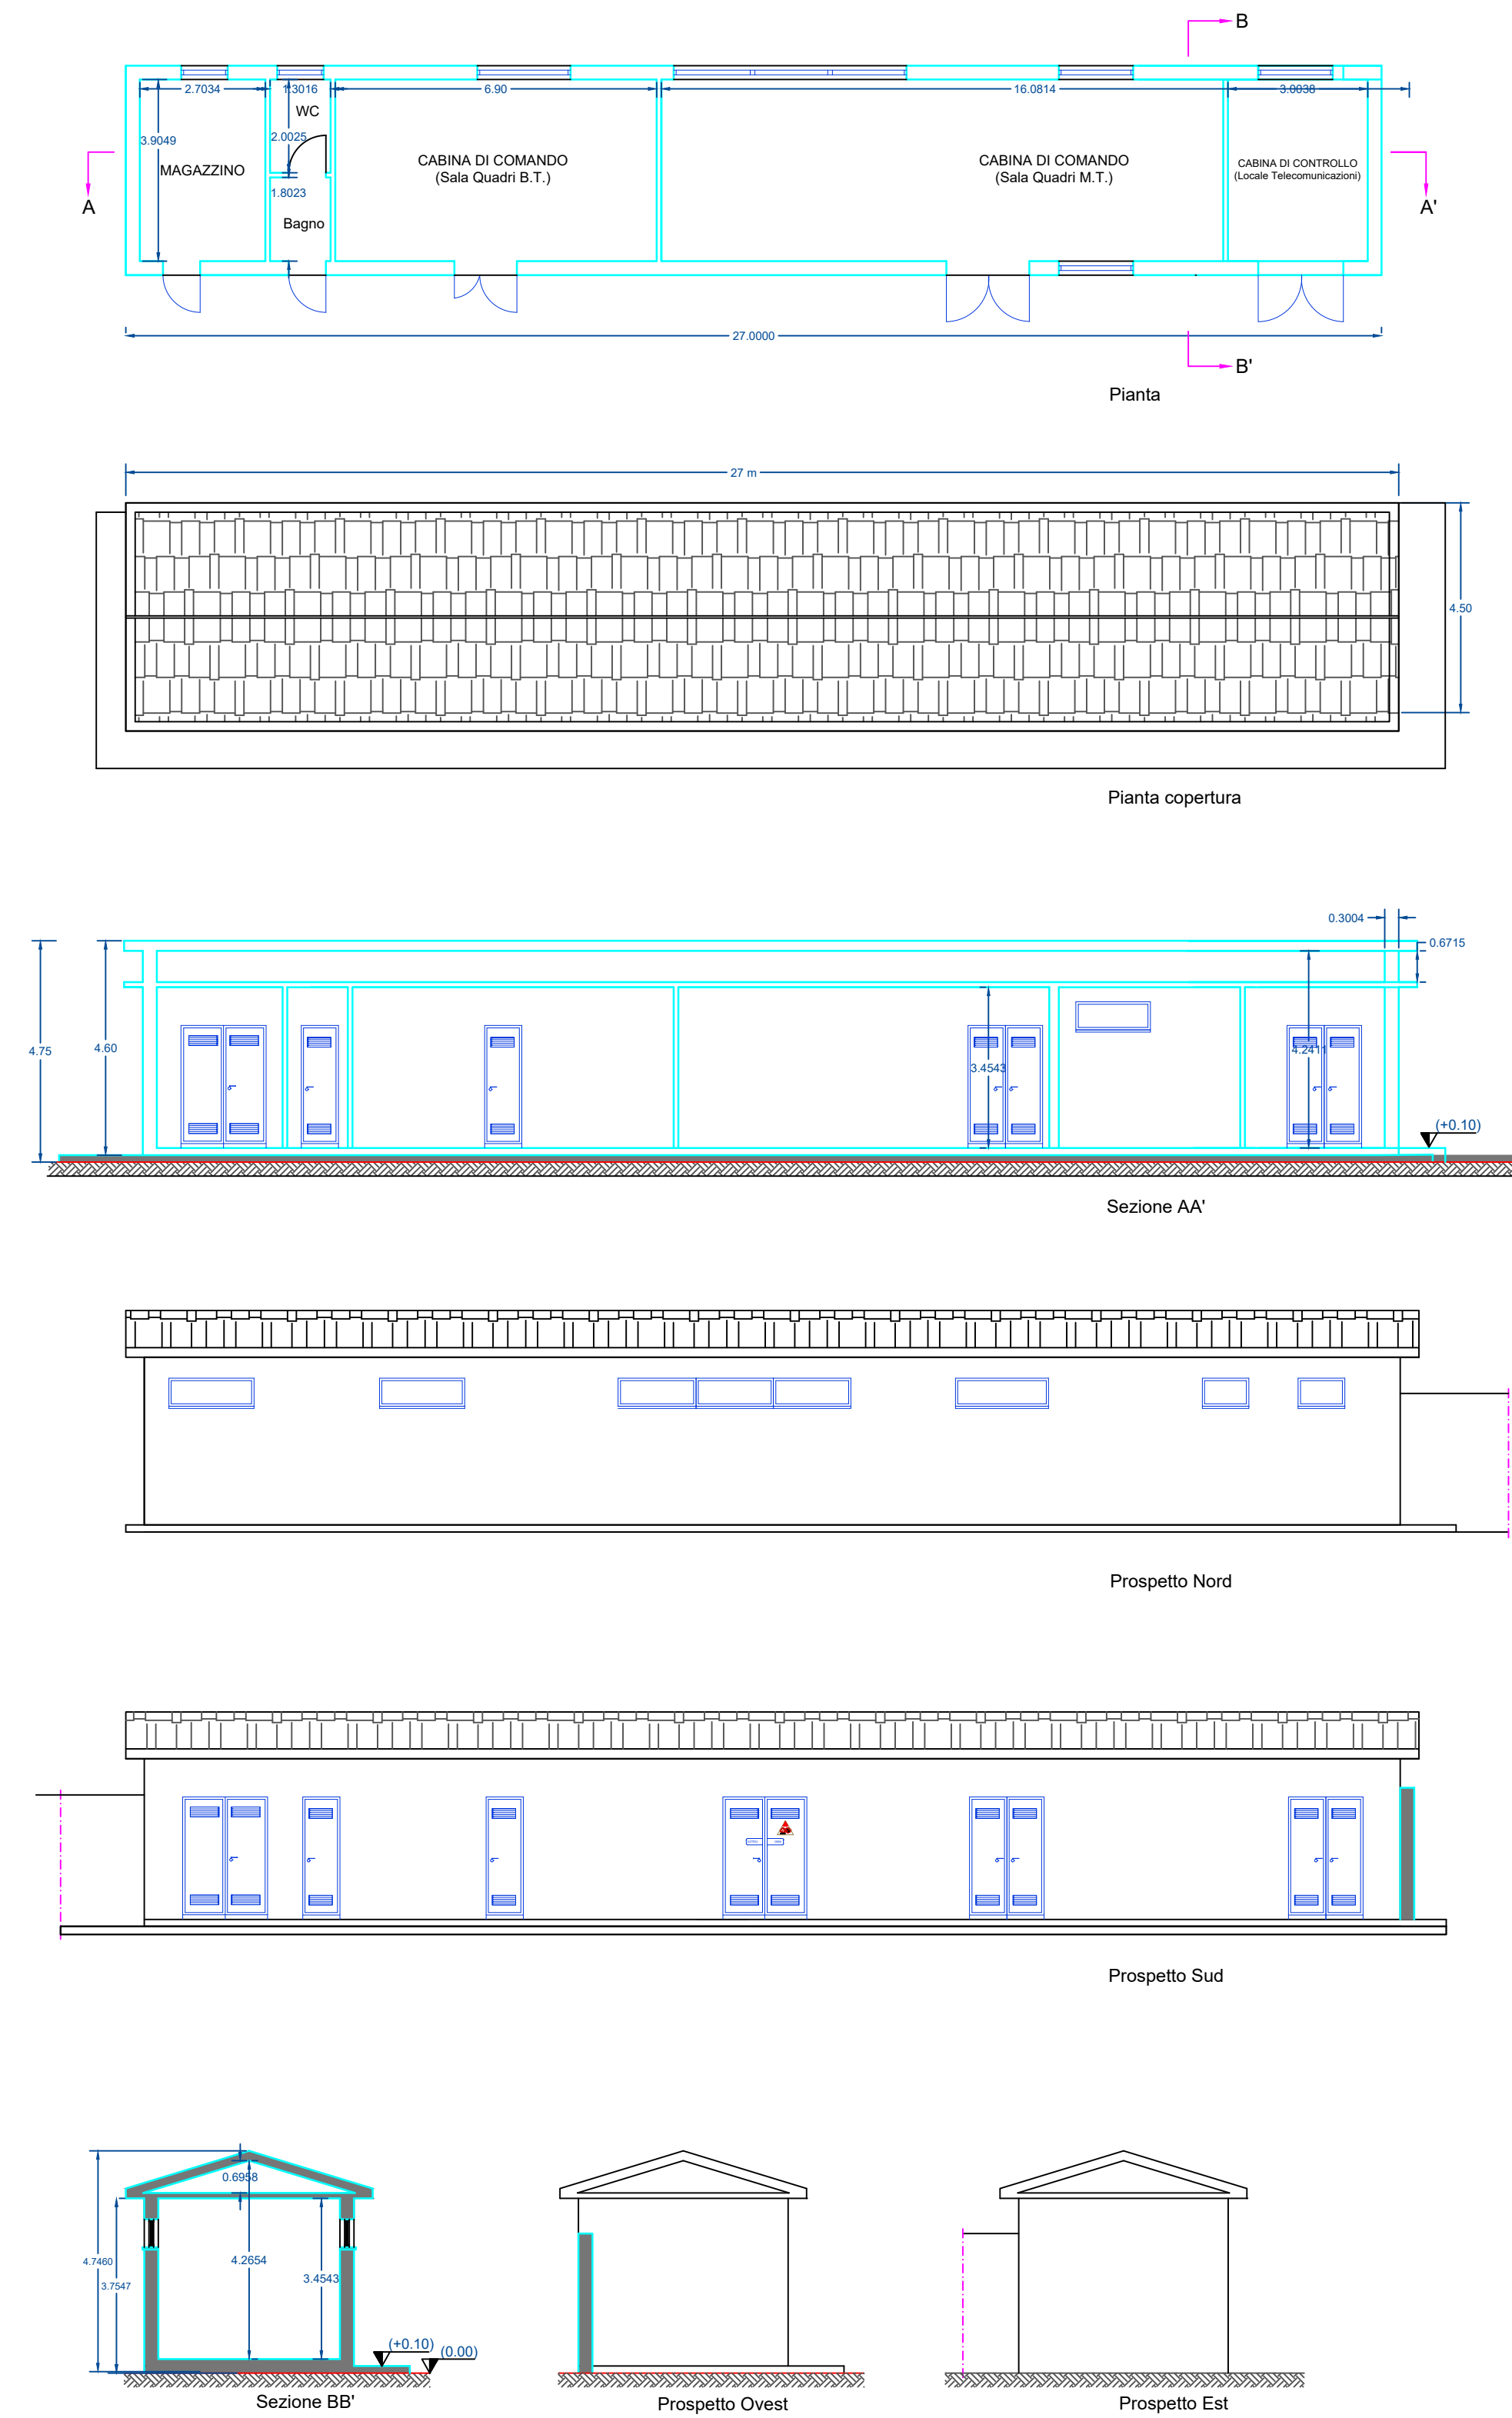 B
2.7034
1.3016
6.90
16.0814
3.0038
WC
3.9049
2.0025
MAGAZZINO
CABINA DI COMANDO
(Sala Quadri B.T.)
CABINA DI COMANDO
(Sala Quadri M.T.)
CABINA DI CONTROLLO
(Locale Telecomunicazioni)
1.8023
A
A'
Bagno
27.0000
B'
Pianta
27 m
4.50
Pianta copertura
0.3004
0.6715
4.75
4.60
4.2411
3.4543
(+0.10)
Sezione AA'
Prospetto Nord
Prospetto Sud
0.6958
4.7460
4.2654
3.7547
3.4543
(+0.10)
(0.00)
Sezione BB'
Prospetto Ovest
Prospetto Est